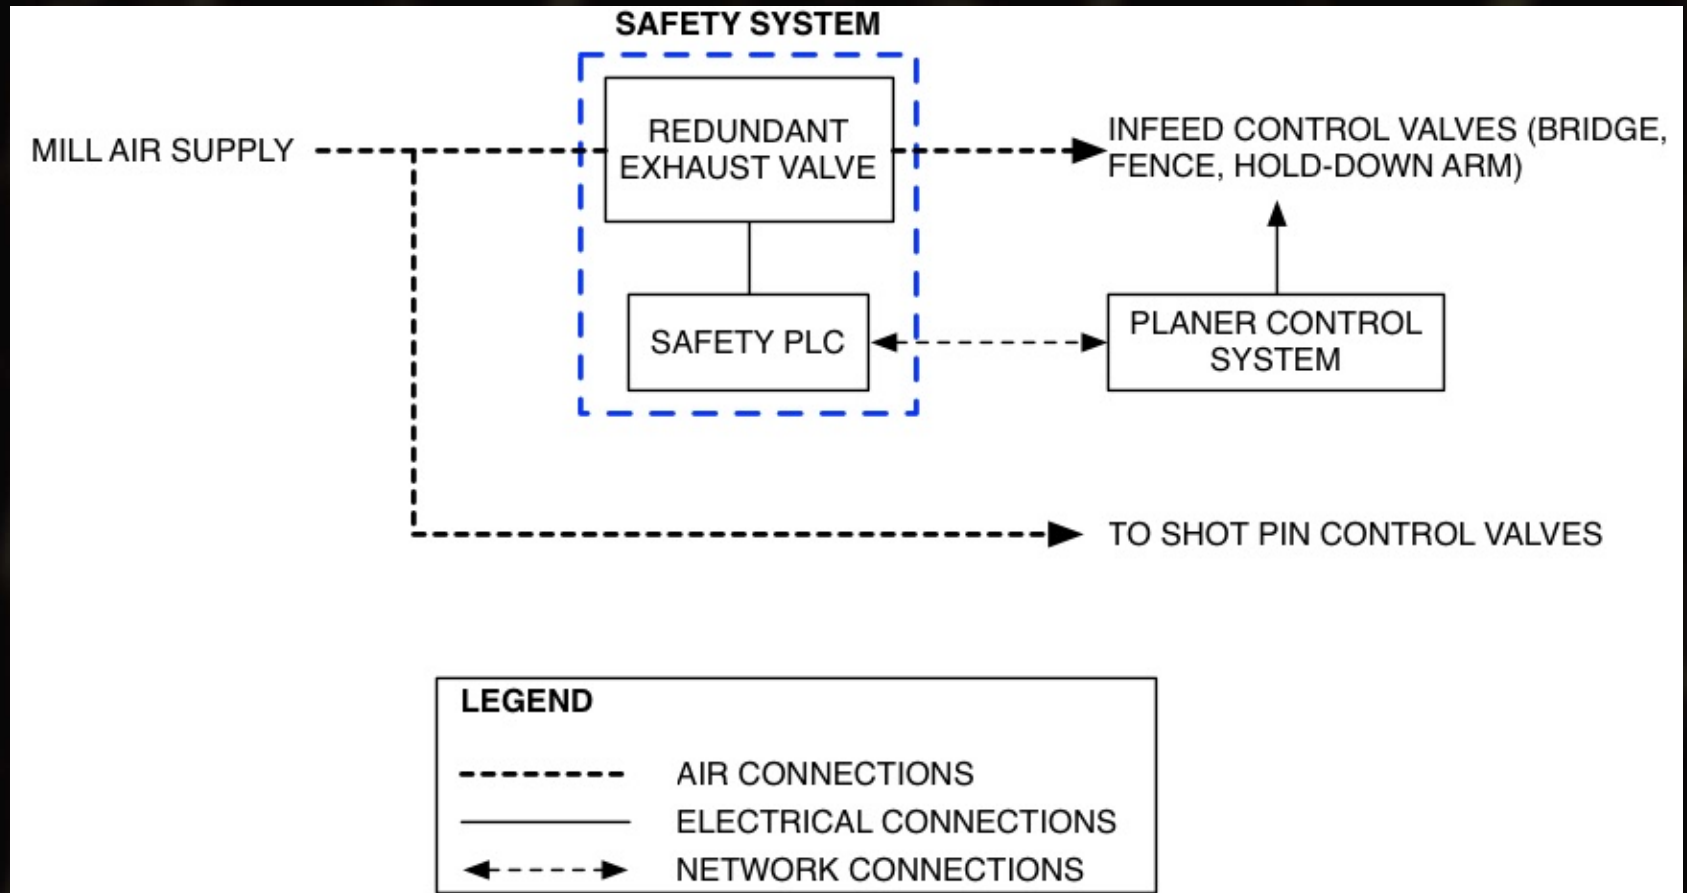 SAFETY SYSTEM
MILL AIR SUPPLY
REDUNDANT
EXHAUST VALVE
INFEED CONTROL VALVES (BRIDGE,
FENCE, HOLD-DOWN ARM)
SAFETY PLC
PLANER CONTROL
SYSTEM
TO SHOT PIN CONTROL VALVES
LEGEND
AIR CONNECTIONS
ELECTRICAL CONNECTIONS
NETWORK CONNECTIONS